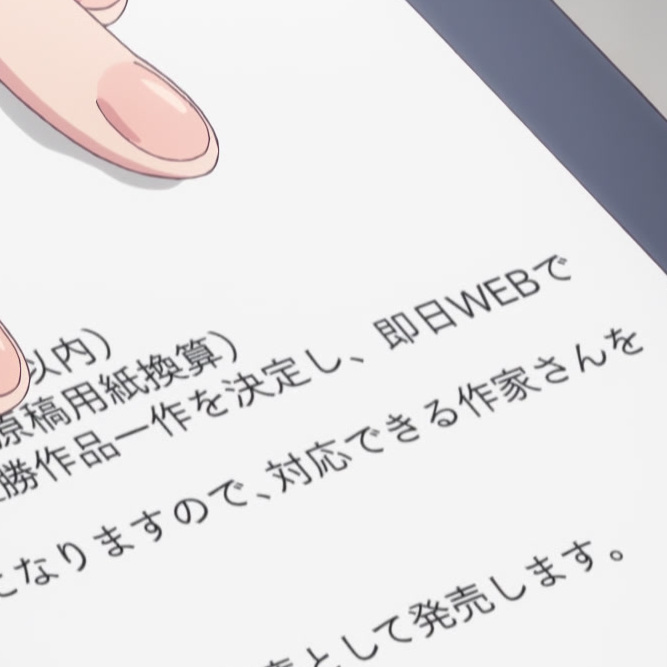 以内）
原稿用紙換算）
勝作品一作を決定し、即日WEBで
になりますので、対応できる作家さんを
として発売します。